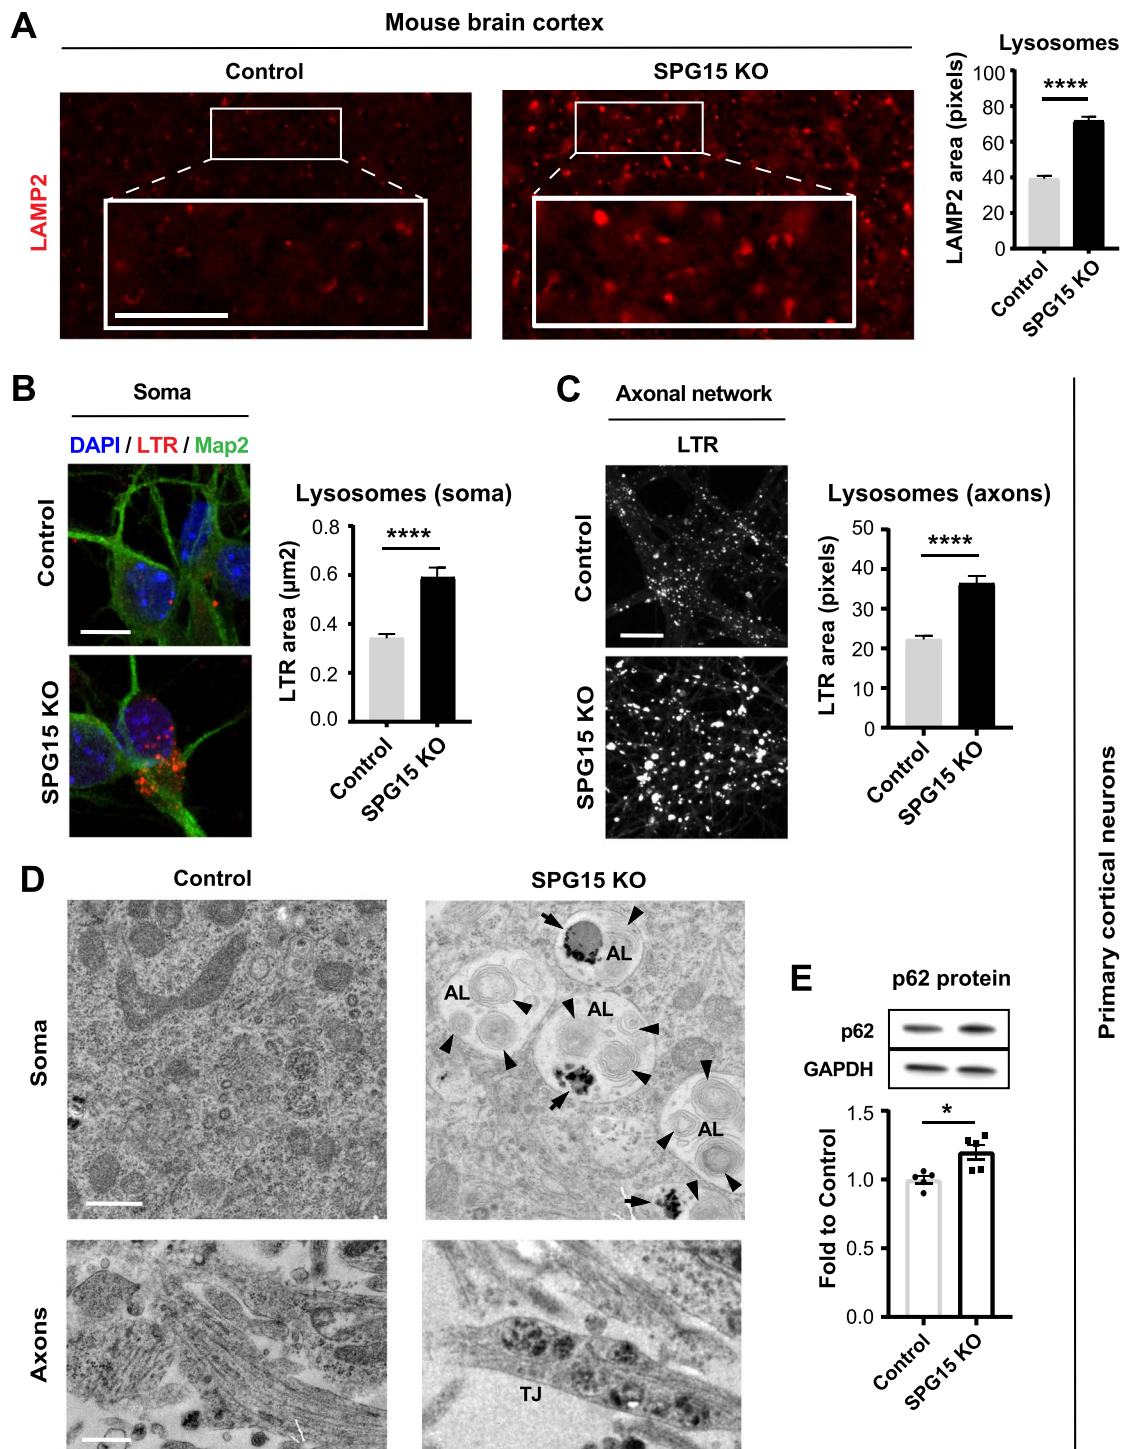 A
Mouse brain cortex
Control
SPG15 KO
LAMP2
Lysosomes
LAMP2 area (pixels)
100
80
60
40
20
0
****
Control
SPG15 KO
B
Soma
DAPI / LTR / Map2
Control
SPG15 KO
Lysosomes (soma)
LTR area (µm2)
0.8
0.6
0.4
0.2
0.0
****
Control
SPG15 KO
C
Axonal network
LTR
Control
SPG15 KO
Lysosomes (axons)
LTR area (pixels)
50
40
30
20
10
0
****
Control
SPG15 KO
Primary cortical neurons
D
Control
SPG15 KO
Soma
AL
AL
AL
AL
Axons
TJ
E
p62 protein
p62
GAPDH
Fold to Control
1.5
1.0
0.5
0.0
*
Control
SPG15 KO